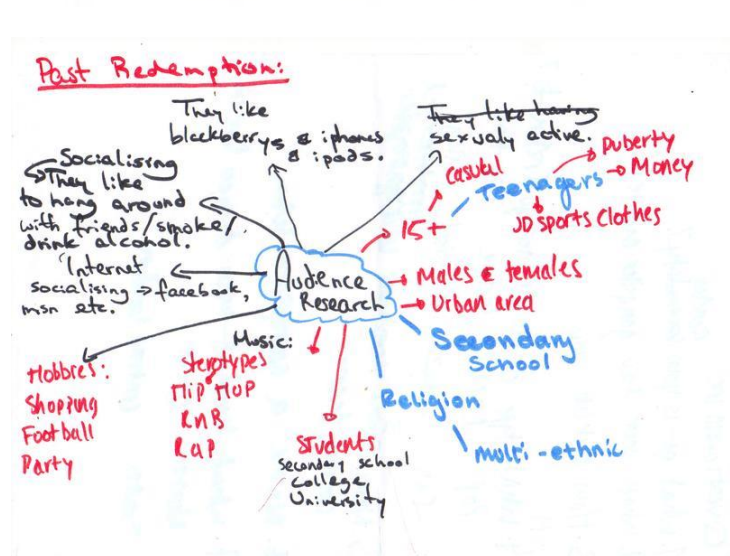 Past Redemption:
They like
blackberrys & iphones
& ipods.
They like having
sexualy active.
Socialising
They like
to hang around
with friends/smoke/
drink alcohol.
Internet
socialising → facebook,
msn etc.
Audience
Research
15+
Casual
Teenagers
Puberty
Money
JD sports Clothes
Males & females
Urban area
Secondary
School
Religion
multi-ethnic
Students
secondary school
College,
University
Music:
Sterotypes
Hip Hop
RnB
Rap
Hobbies:
Shopping
Football
Party